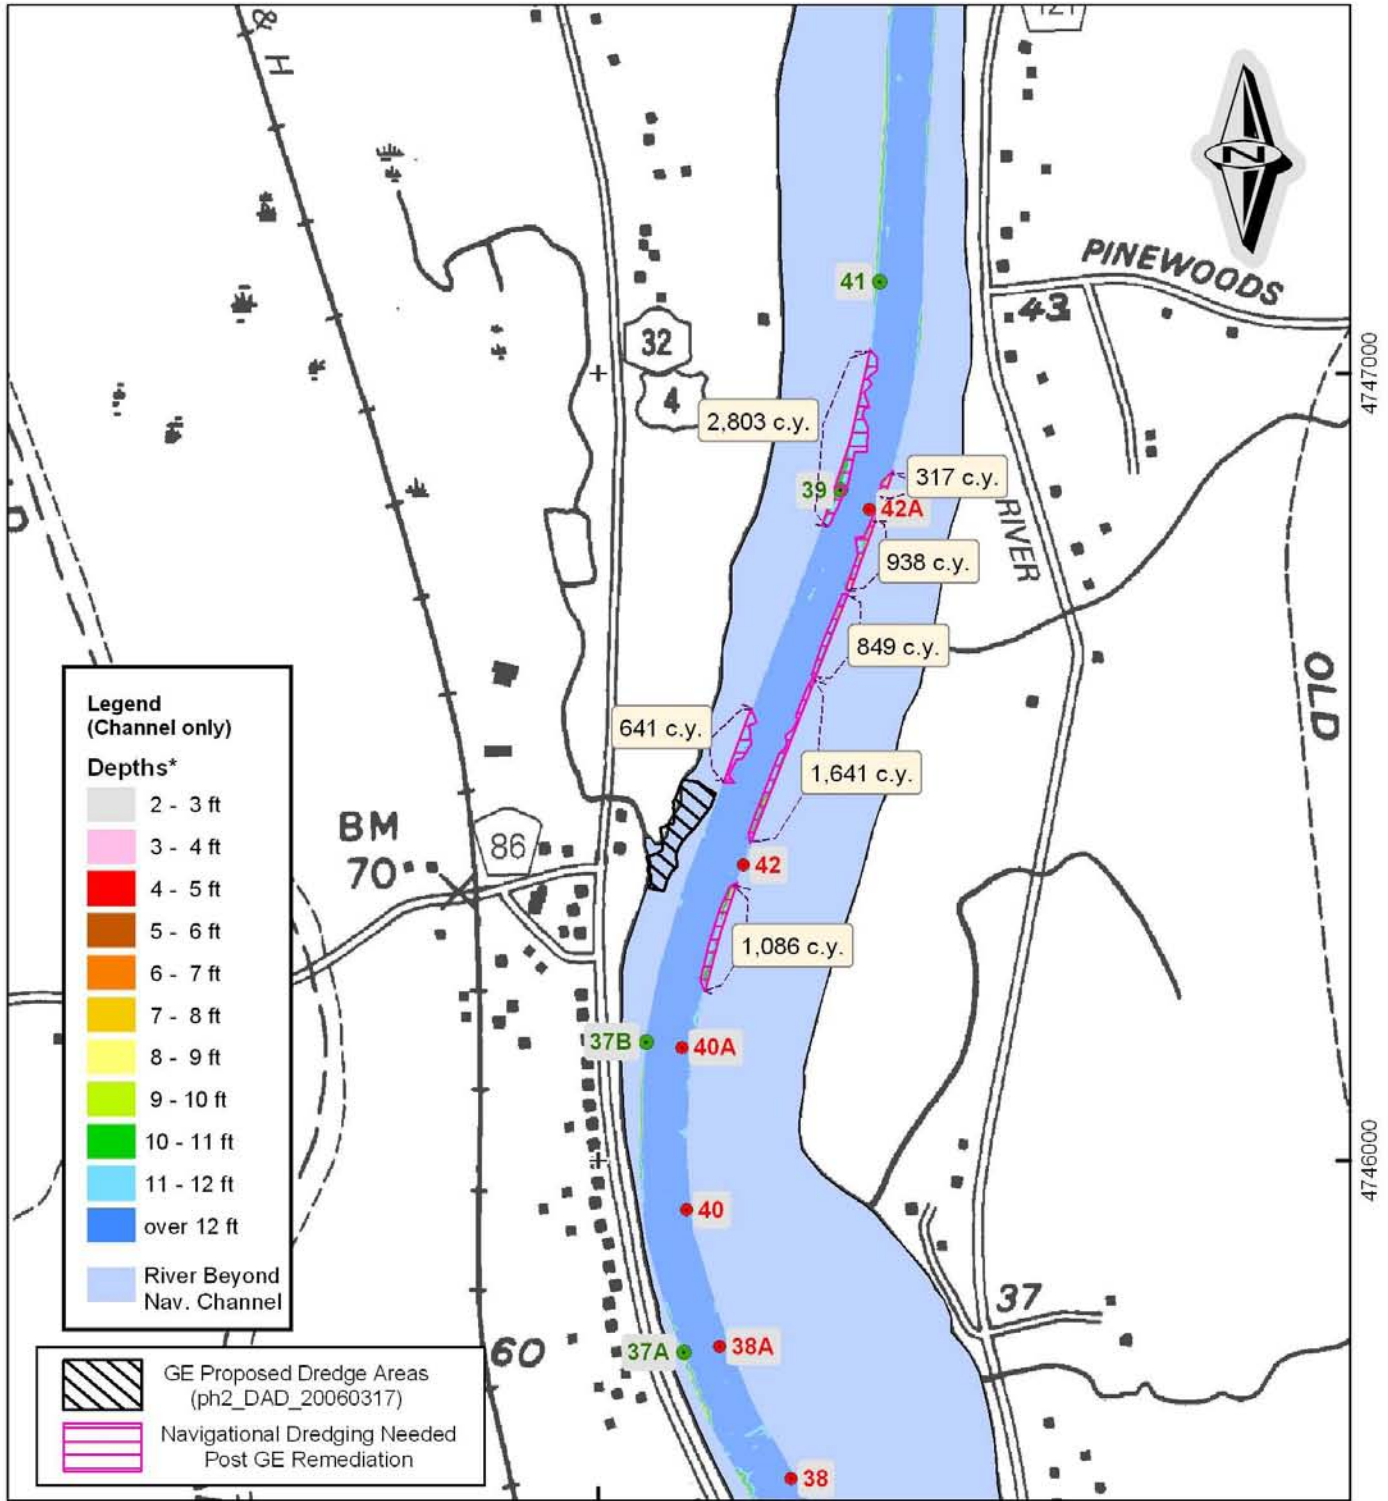 & H
N
PINEWOODS
41
43
32
4
4747000
2,803 c.y.
317 c.y.
39
42A
RIVER
938 c.y.
849 c.y.
OLD
641 c.y.
1,641 c.y.
Legend
(Channel only)
Depths*
2 - 3 ft
3 - 4 ft
4 - 5 ft
5 - 6 ft
6 - 7 ft
7 - 8 ft
8 - 9 ft
9 - 10 ft
10 - 11 ft
11 - 12 ft
over 12 ft
River Beyond
Nav. Channel
BM
70
86
42
1,086 c.y.
37B
40A
4746000
40
37
37A
38A
60
38
GE Proposed Dredge Areas
(ph2_DAD_20060317)
Navigational Dredging Needed
Post GE Remediation